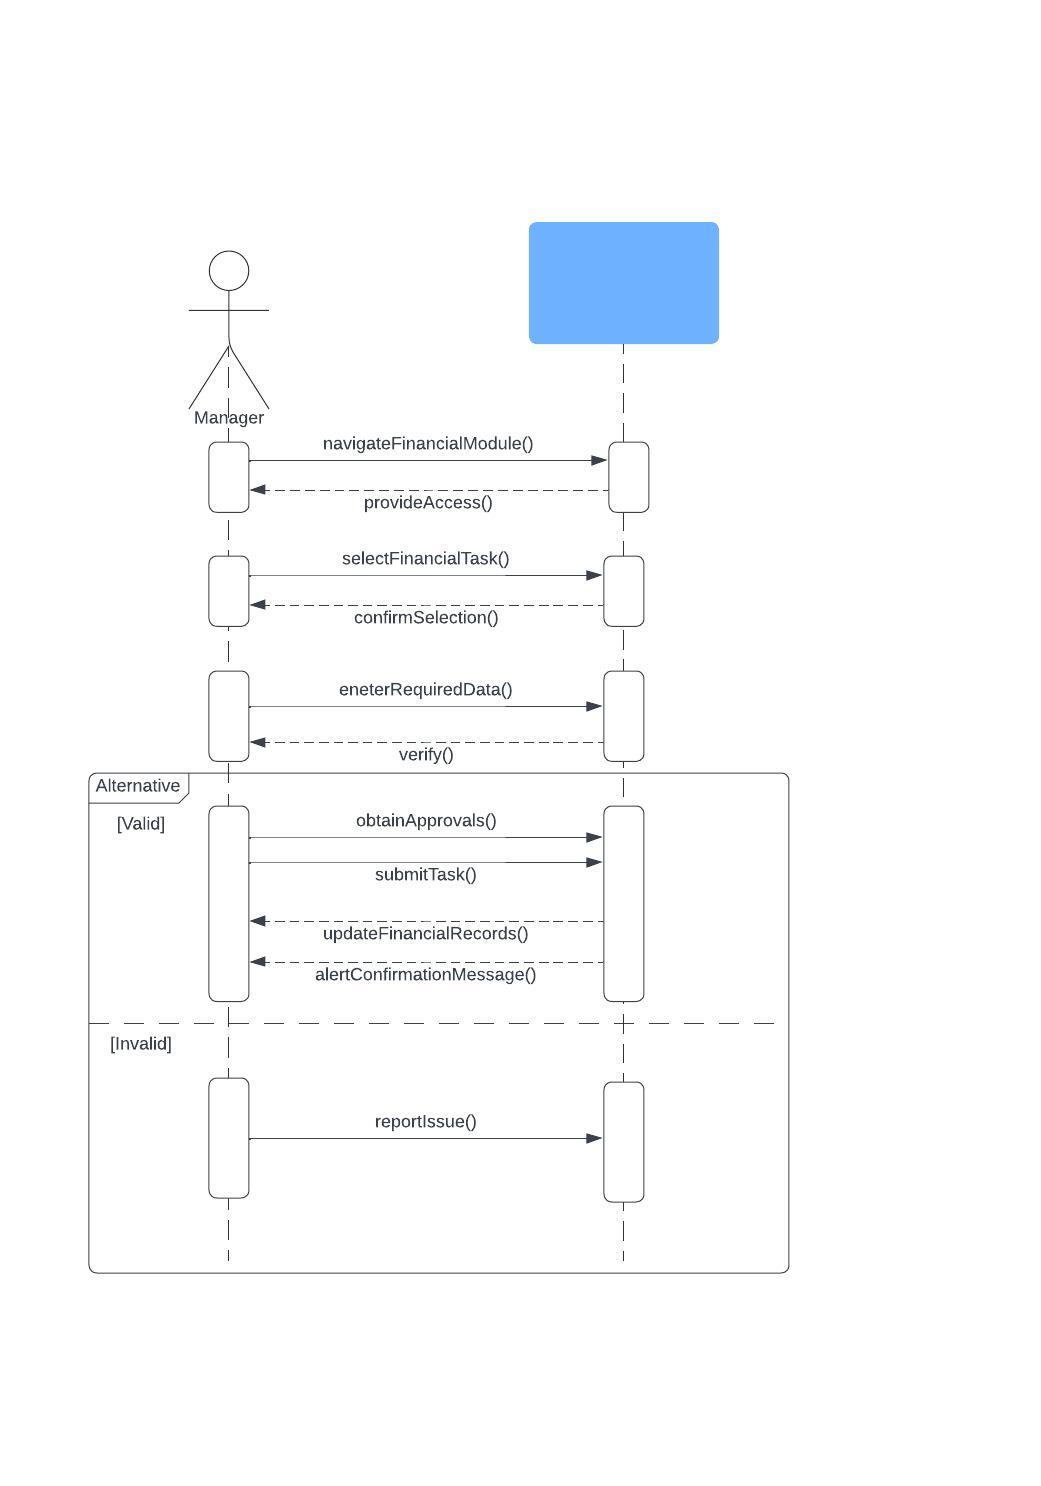 Manager
navigateFinancialModule()
provideAccess()
selectFinancialTask()
confirmSelection()
eneterRequiredData()
verify()
Alternative
[Valid]
obtainApprovals()
submitTask()
updateFinancialRecords()
alertConfirmationMessage()
[Invalid]
reportIssue()